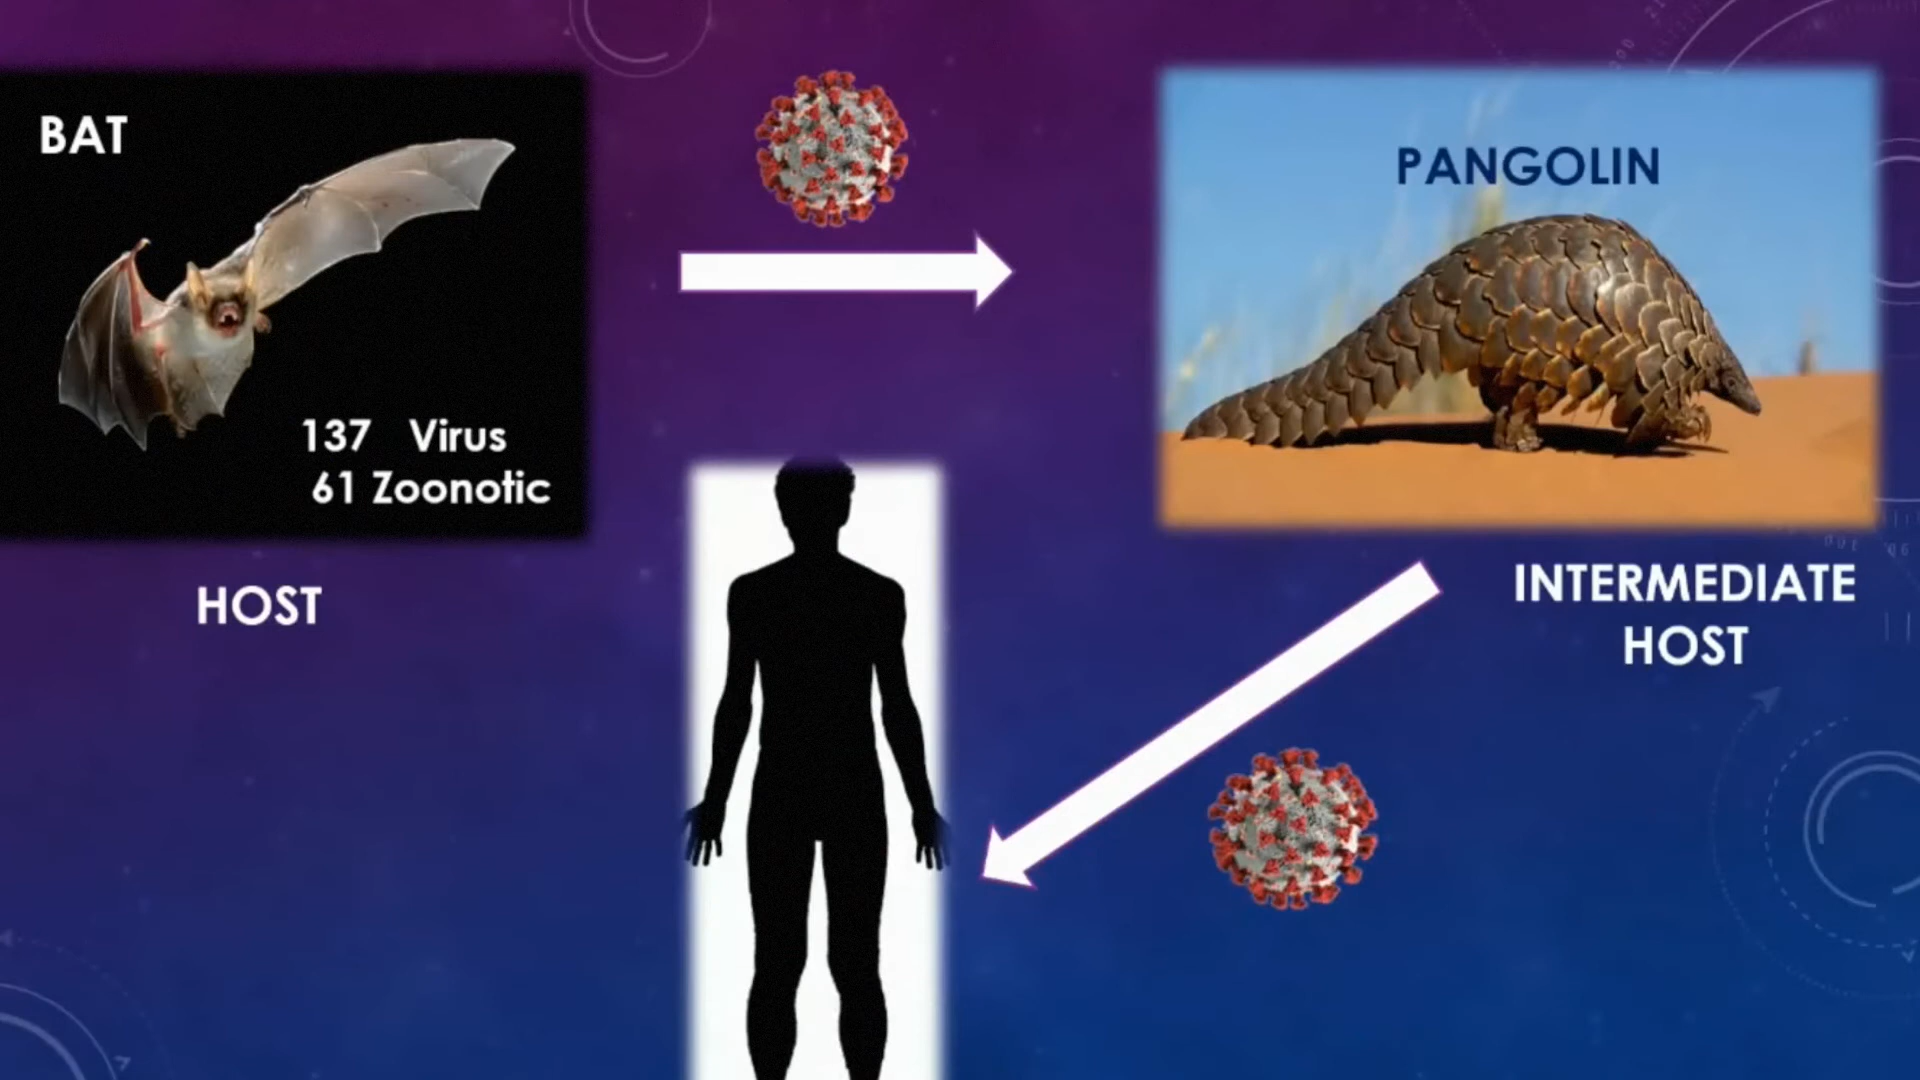 BAT
137 Virus
61 Zoonotic
HOST
PANGOLIN
INTERMEDIATE
HOST